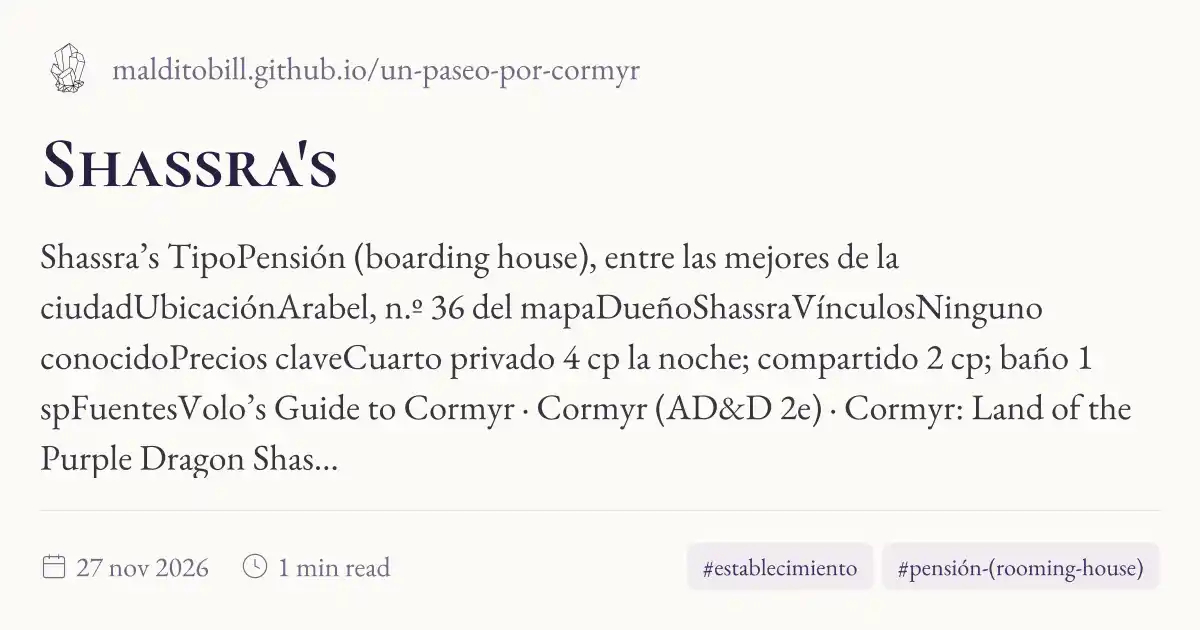 malditobill.github.io/un-paseo-por-cormyr
Shassra's
Shassra’s TipoPensión (boarding house), entre las mejores de la
ciudadUbicaciónArabel, n.º 36 del mapaDueñoShassraVínculosNinguno
conocidoPrecios claveCuarto privado 4 cp la noche; compartido 2 cp; baño 1
spFuentesVolo’s Guide to Cormyr · Cormyr (AD&D 2e) · Cormyr: Land of the
Purple Dragon Shas...
27 nov 2026
1 min read
#establecimiento
#pensión-(rooming-house)